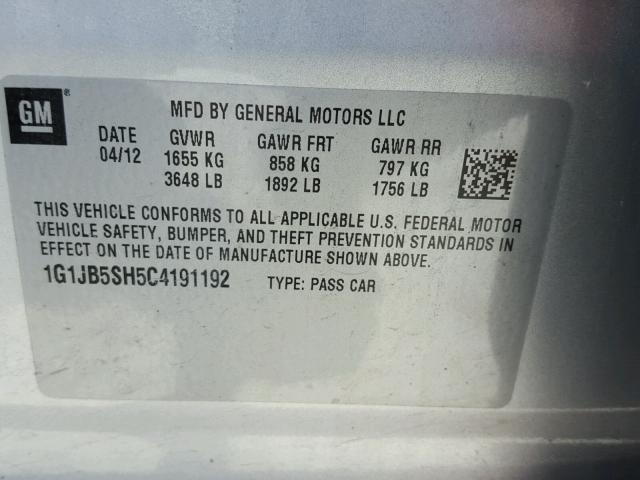 GM ®
MFD BY GENERAL MOTORS LLC
DATE GVWR GAWR FRT GAWR RR
04/12 1655 KG 858 KG 797 KG
3648 LB 1892 LB 1756 LB
THIS VEHICLE CONFORMS TO ALL APPLICABLE U.S. FEDERAL MOTOR
VEHICLE SAFETY, BUMPER, AND THEFT PREVENTION STANDARDS IN
EFFECT ON THE DATE OF MANUFACTURE SHOWN ABOVE.
1G1JB5SH5C4191192 TYPE: PASS CAR